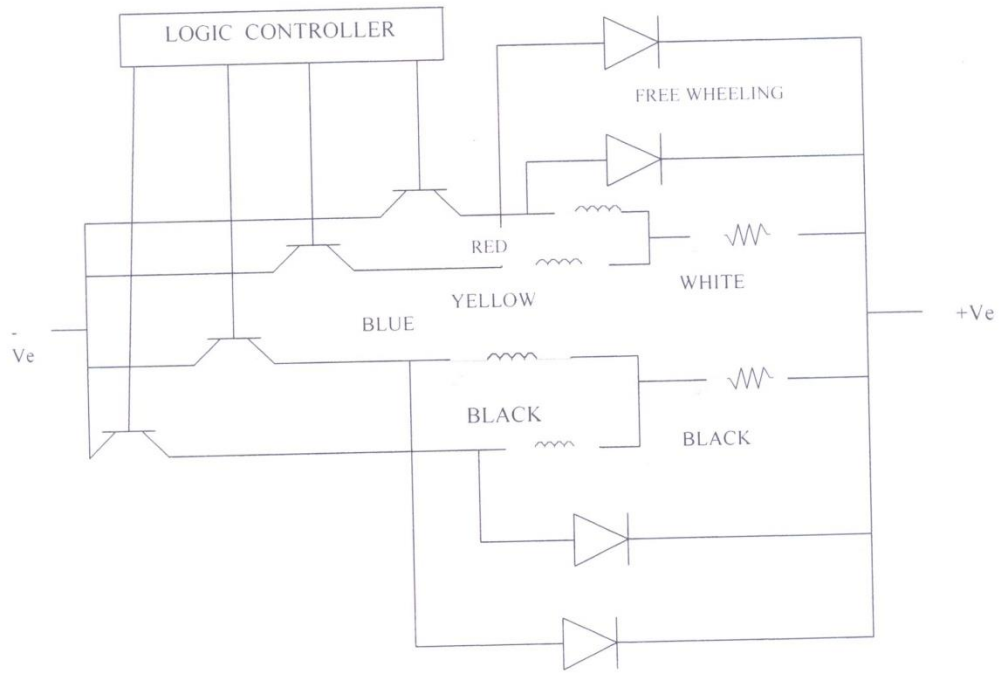 LOGIC CONTROLLER
FREE WHEELING
RED
WHITE
YELLOW
BLUE
-
Ve
+Ve
BLACK
BLACK